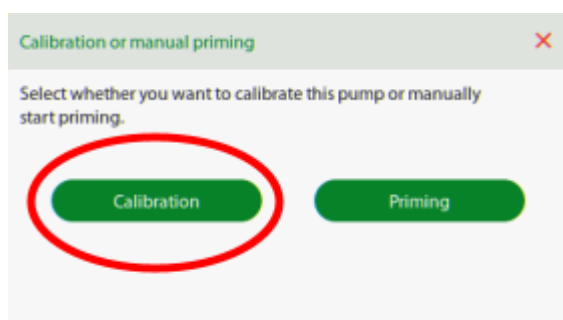 Calibration or manual priming
Select whether you want to calibrate this pump or manually
start priming.
Calibration
Priming